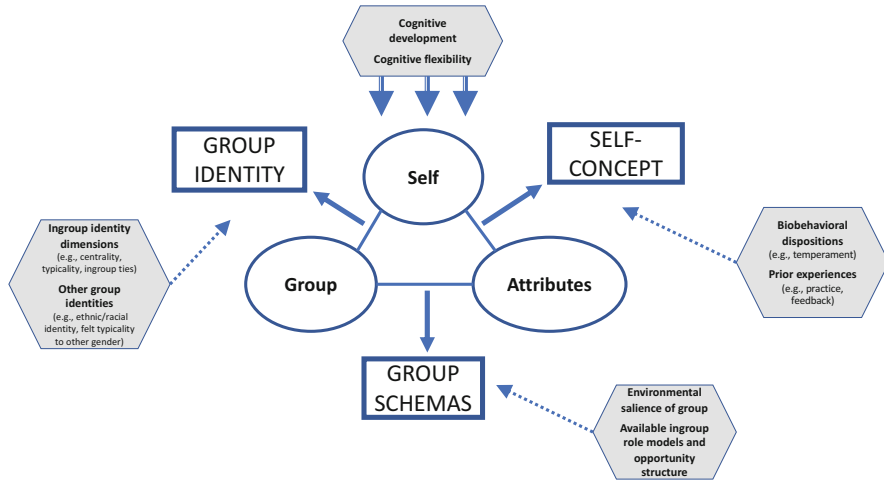 Cognitive
development
Cognitive flexibility
GROUP
IDENTITY
SELF-
CONCEPT
Self
Ingroup identity
dimensions
(e.g., centrality,
typicality, ingroup ties)
Other group
identities
(e.g., ethnic/racial
identity, felt typicality
to other gender)
Biobehavioral
dispositions
(e.g., temperament)
Prior experiences
(e.g., practice,
feedback)
Group
Attributes
GROUP
SCHEMAS
Environmental
salience of group
Available ingroup
role models and
opportunity
structure